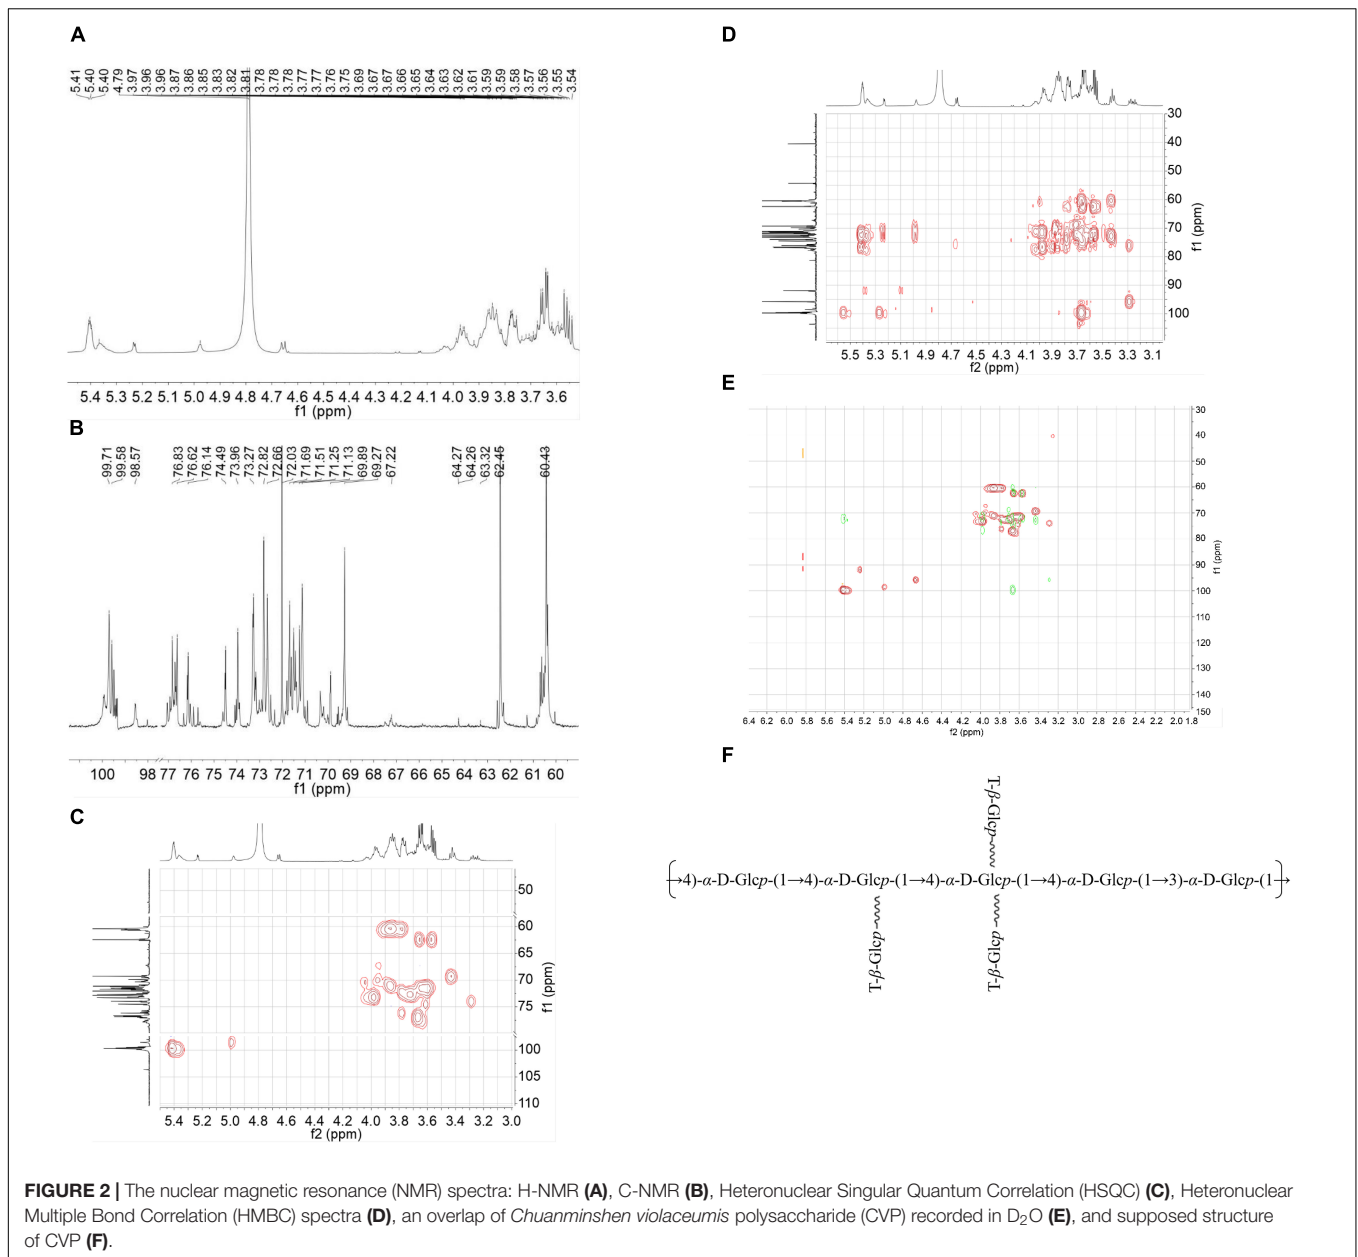 A
5.41 5.40 5.40 4.79 3.97 3.96 3.96 3.87 3.86 3.85 3.83 3.82 3.81 3.78 3.78 3.78 3.77 3.77 3.76 3.75 3.69 3.67 3.67 3.66 3.65 3.64 3.63 3.62 3.61 3.59 3.59 3.58 3.57 3.56 3.55 3.54
5.4 5.3 5.2 5.1 5.0 4.9 4.8 4.7 4.6 4.5 4.4 4.3 4.2 4.1 4.0 3.9 3.8 3.7 3.6
f1 (ppm)
B
99.71 99.58 98.57 76.83 76.62 76.14 74.49 73.96 73.27 72.82 72.66 72.03 71.69 71.51 71.25 71.13 69.89 69.27 67.22 64.27 64.26 63.32 62.45 60.43
100 98 77 76 75 74 73 72 71 70 69 68 67 66 65 64 63 62 61 60
f1 (ppm)
C
50
60
65
70
75
100
105
110
f1 (ppm)
5.4 5.2 5.0 4.8 4.6 4.4 4.2 4.0 3.8 3.6 3.4 3.2 3.0
f2 (ppm)
D
30
40
50
60
70
80
90
100
f1 (ppm)
5.5 5.3 5.1 4.9 4.7 4.5 4.3 4.1 3.9 3.7 3.5 3.3 3.1
f2 (ppm)
E
30
40
50
60
70
80
90
100
110
120
130
140
150
f1 (ppm)
6.4 6.2 6.0 5.8 5.6 5.4 5.2 5.0 4.8 4.6 4.4 4.2 4.0 3.8 3.6 3.4 3.2 3.0 2.8 2.6 2.4 2.2 2.0 1.8
f2 (ppm)
F
T-β-Glcp
→4)-α-D-Glcp-(1→4)-α-D-Glcp-(1→4)-α-D-Glcp-(1→4)-α-D-Glcp-(1→3)-α-D-Glcp-(1→
T-β-Glcp
T-β-Glcp
FIGURE 2 | The nuclear magnetic resonance (NMR) spectra: H-NMR (A), C-NMR (B), Heteronuclear Singular Quantum Correlation (HSQC) (C), Heteronuclear
Multiple Bond Correlation (HMBC) spectra (D), an overlap of Chuanminshen violaceumis polysaccharide (CVP) recorded in D₂O (E), and supposed structure
of CVP (F).